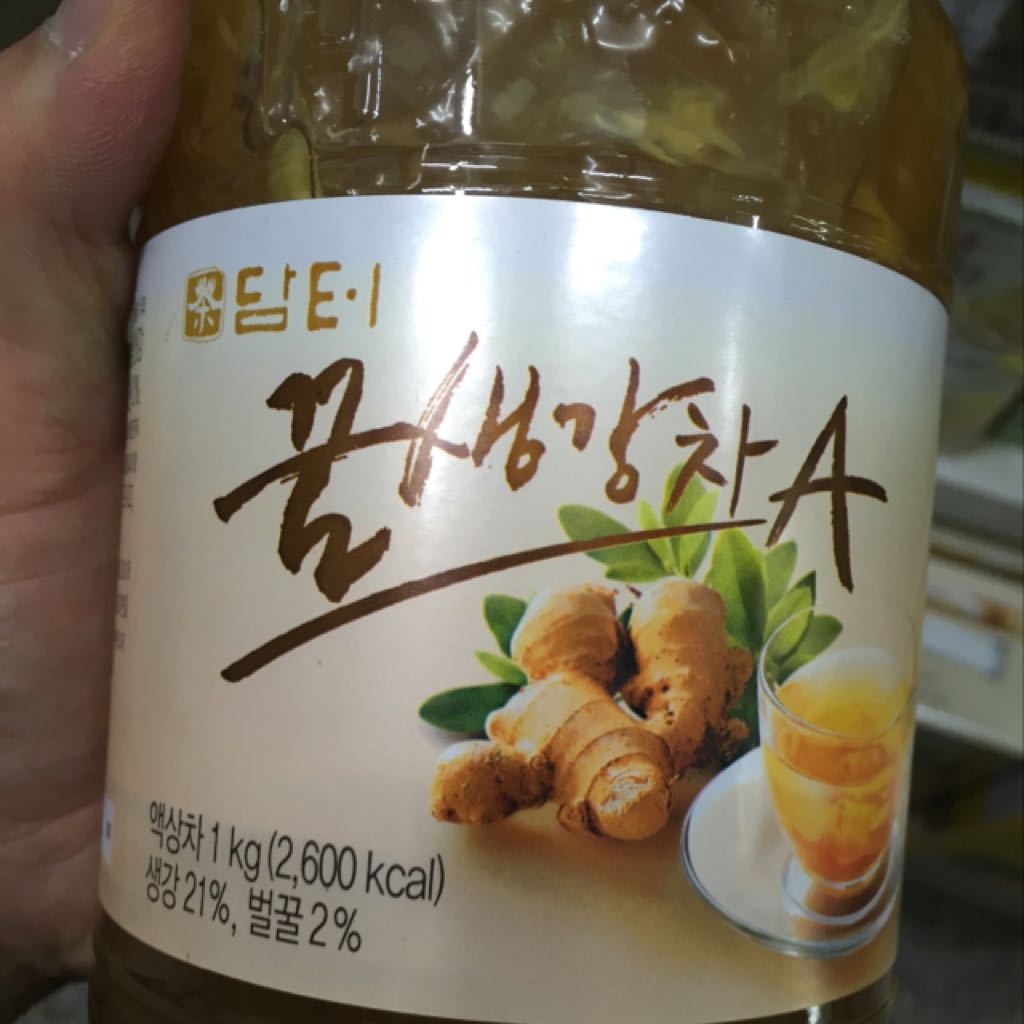 茶 담터
꿀생강차A
액상차 1 kg (2,600 kcal)
생강 21%, 벌꿀 2%